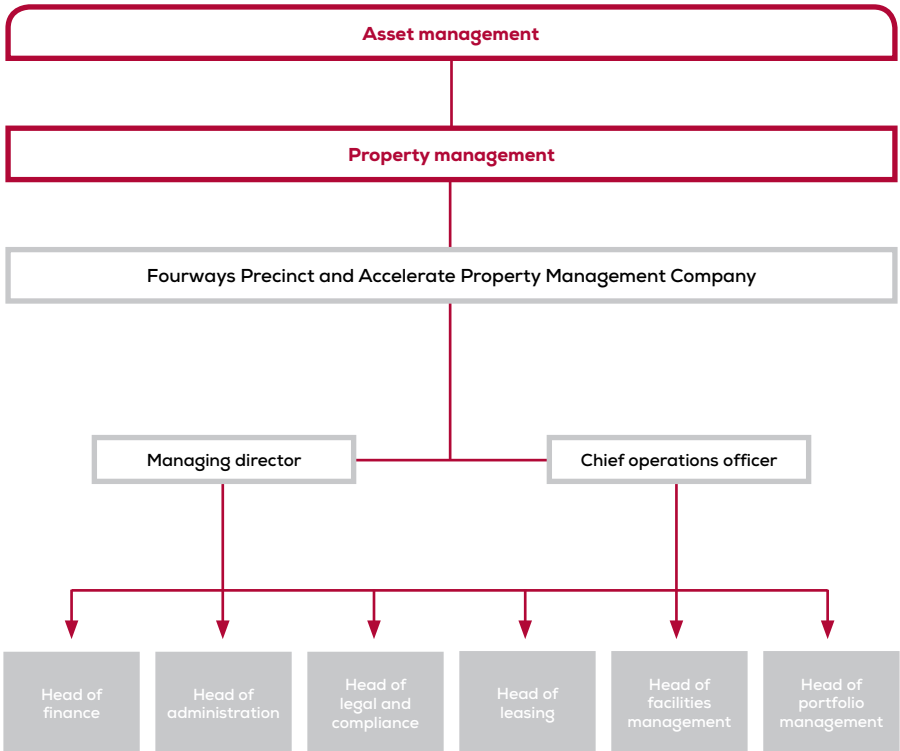 Asset management
Property management
Fourways Precinct and Accelerate Property Management Company
Managing director
Chief operations officer
Head of
finance
Head of
administration
Head of
legal and
compliance
Head of
leasing
Head of
facilities
management
Head of
portfolio
management